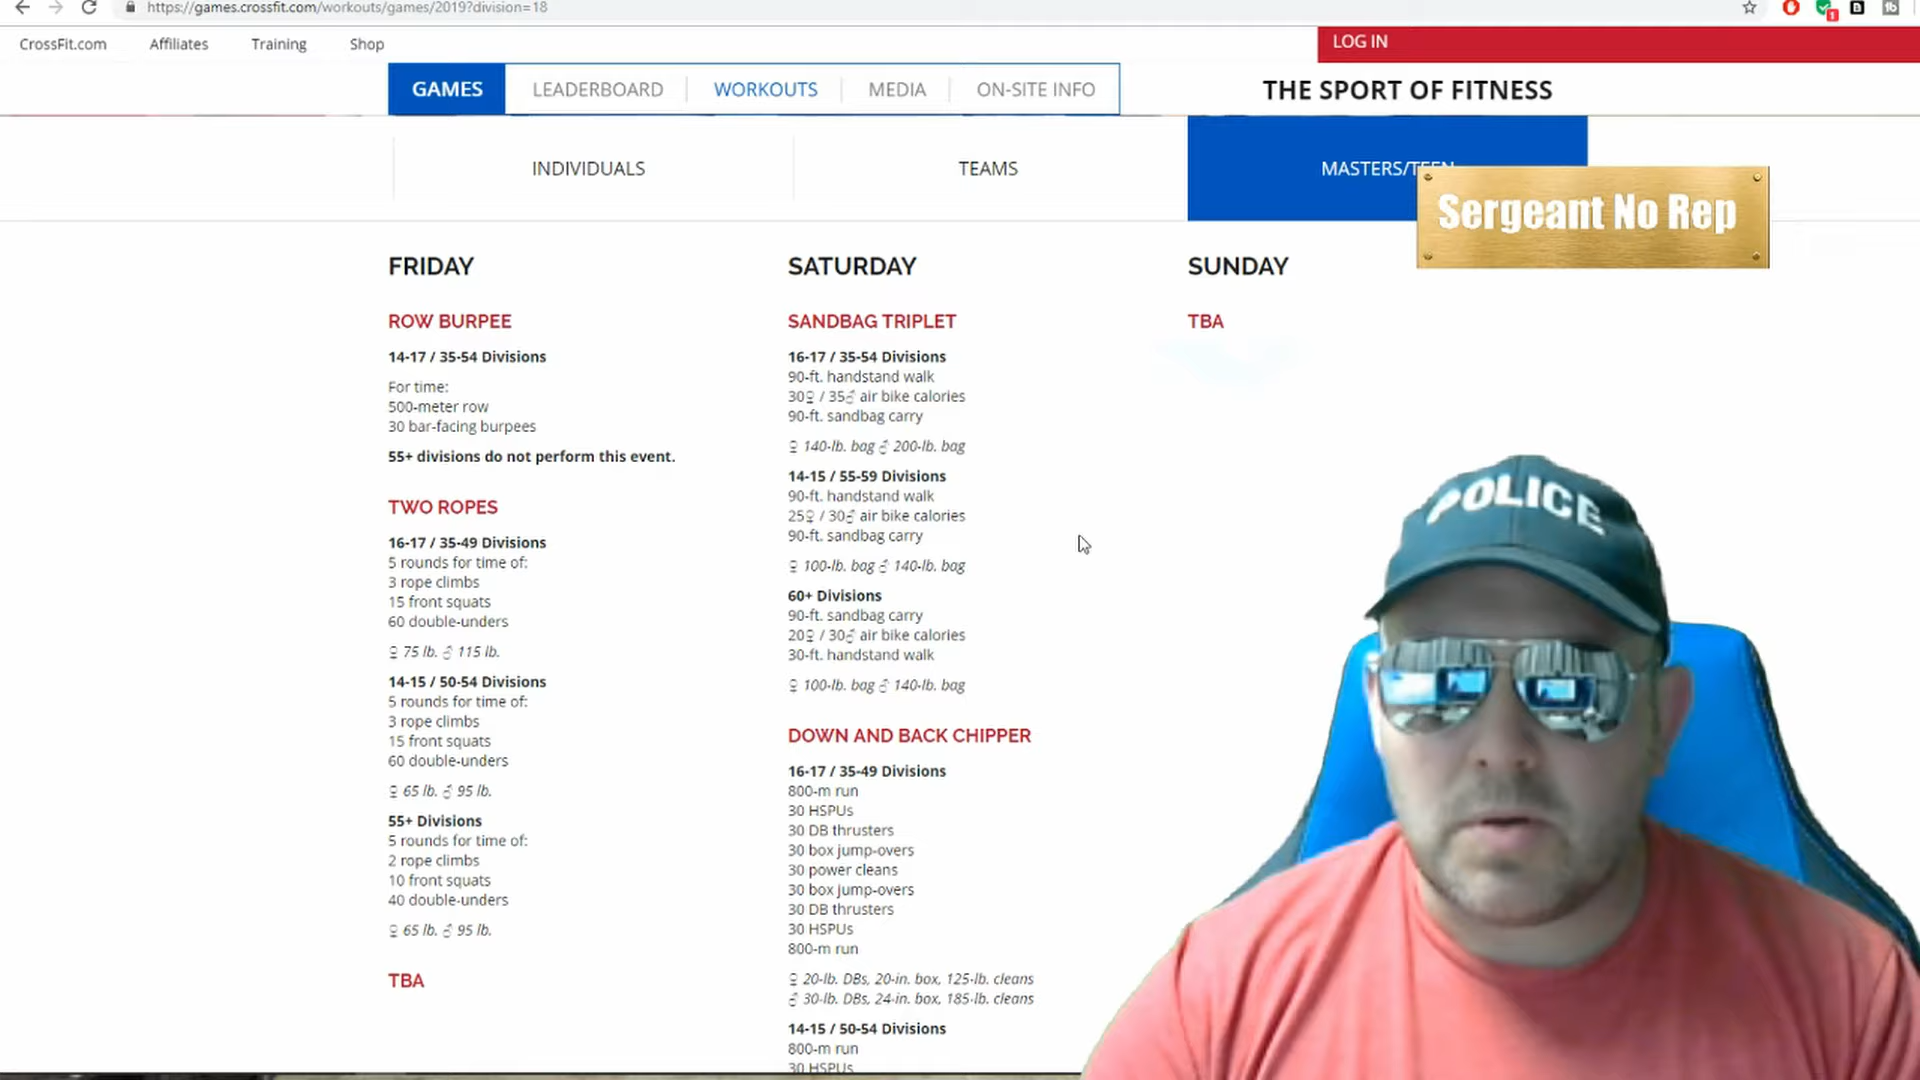 https://games.crossfit.com/workouts/games/2019?division=18
CrossFit.com
Affiliates
Training
Shop
LOG IN
GAMES
LEADERBOARD
WORKOUTS
MEDIA
ON-SITE INFO
THE SPORT OF FITNESS
INDIVIDUALS
TEAMS
MASTERS/TEEN
Sergeant No Rep
FRIDAY
ROW BURPEE
14-17 / 35-54 Divisions
For time:
500-meter row
30 bar-facing burpees
55+ divisions do not perform this event.
TWO ROPES
16-17 / 35-49 Divisions
5 rounds for time of:
3 rope climbs
15 front squats
60 double-unders
♀ 75 lb. ♂ 115 lb.
14-15 / 50-54 Divisions
5 rounds for time of:
3 rope climbs
15 front squats
60 double-unders
♀ 65 lb. ♂ 95 lb.
55+ Divisions
5 rounds for time of:
2 rope climbs
10 front squats
40 double-unders
♀ 65 lb. ♂ 95 lb.
TBA
SATURDAY
SANDBAG TRIPLET
16-17 / 35-54 Divisions
90-ft. handstand walk
30♀ / 35♂ air bike calories
90-ft. sandbag carry
♀ 140-lb. bag ♂ 200-lb. bag
14-15 / 55-59 Divisions
90-ft. handstand walk
25♀ / 30♂ air bike calories
90-ft. sandbag carry
♀ 100-lb. bag ♂ 140-lb. bag
60+ Divisions
90-ft. sandbag carry
20♀ / 30♂ air bike calories
30-ft. handstand walk
♀ 100-lb. bag ♂ 140-lb. bag
DOWN AND BACK CHIPPER
16-17 / 35-49 Divisions
800-m run
30 HSPUs
30 DB thrusters
30 box jump-overs
30 power cleans
30 box jump-overs
30 DB thrusters
30 HSPUs
800-m run
♀ 20-lb. DBs, 20-in. box, 125-lb. cleans
♂ 30-lb. DBs, 24-in. box, 185-lb. cleans
14-15 / 50-54 Divisions
800-m run
30 HSPUs
SUNDAY
TBA
POLICE